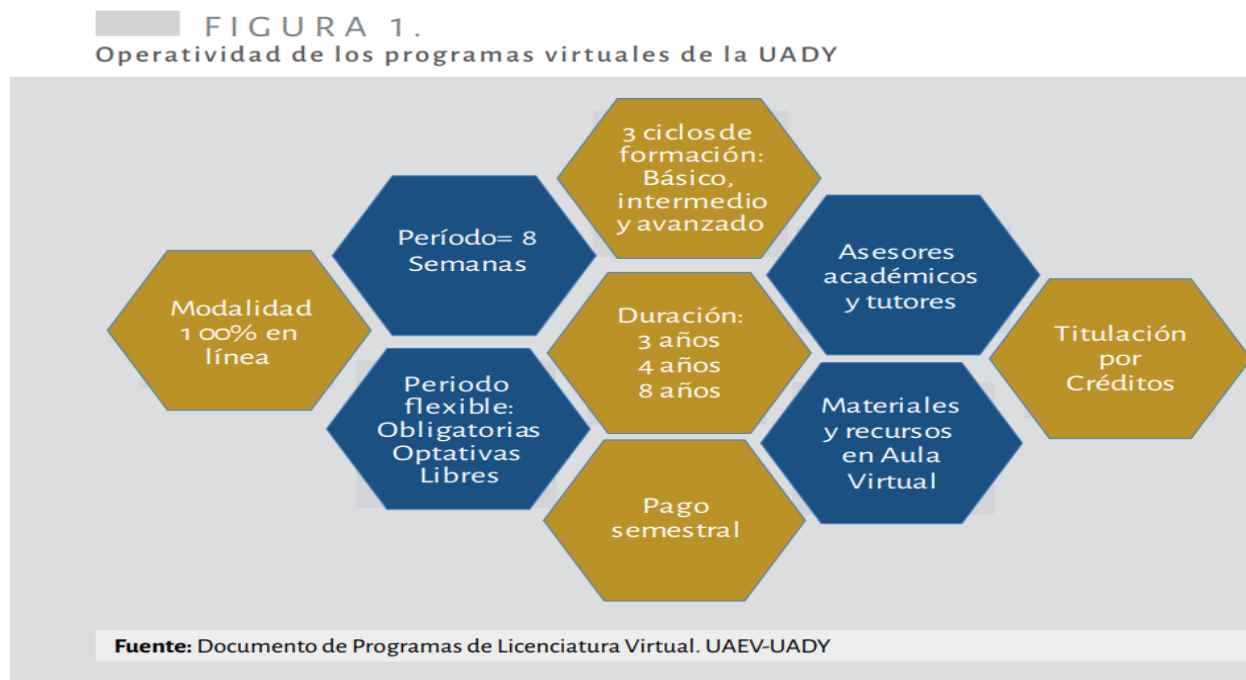 FIGURA 1.
Operatividad de los programas virtuales de la UADY
3 ciclos de
formación:
Básico,
intermedio
y avanzado
Período= 8
Semanas
Asesores
académicos
y tutores
Modalidad
1 00% en
línea
Duración:
3 años
4 años
8 años
Titulación
por
Créditos
Periodo
flexible:
Obligatorias
Optativas
Libres
Materiales
y recursos
en Aula
Virtual
Pago
semestral
Fuente: Documento de Programas de Licenciatura Virtual. UAEV-UADY